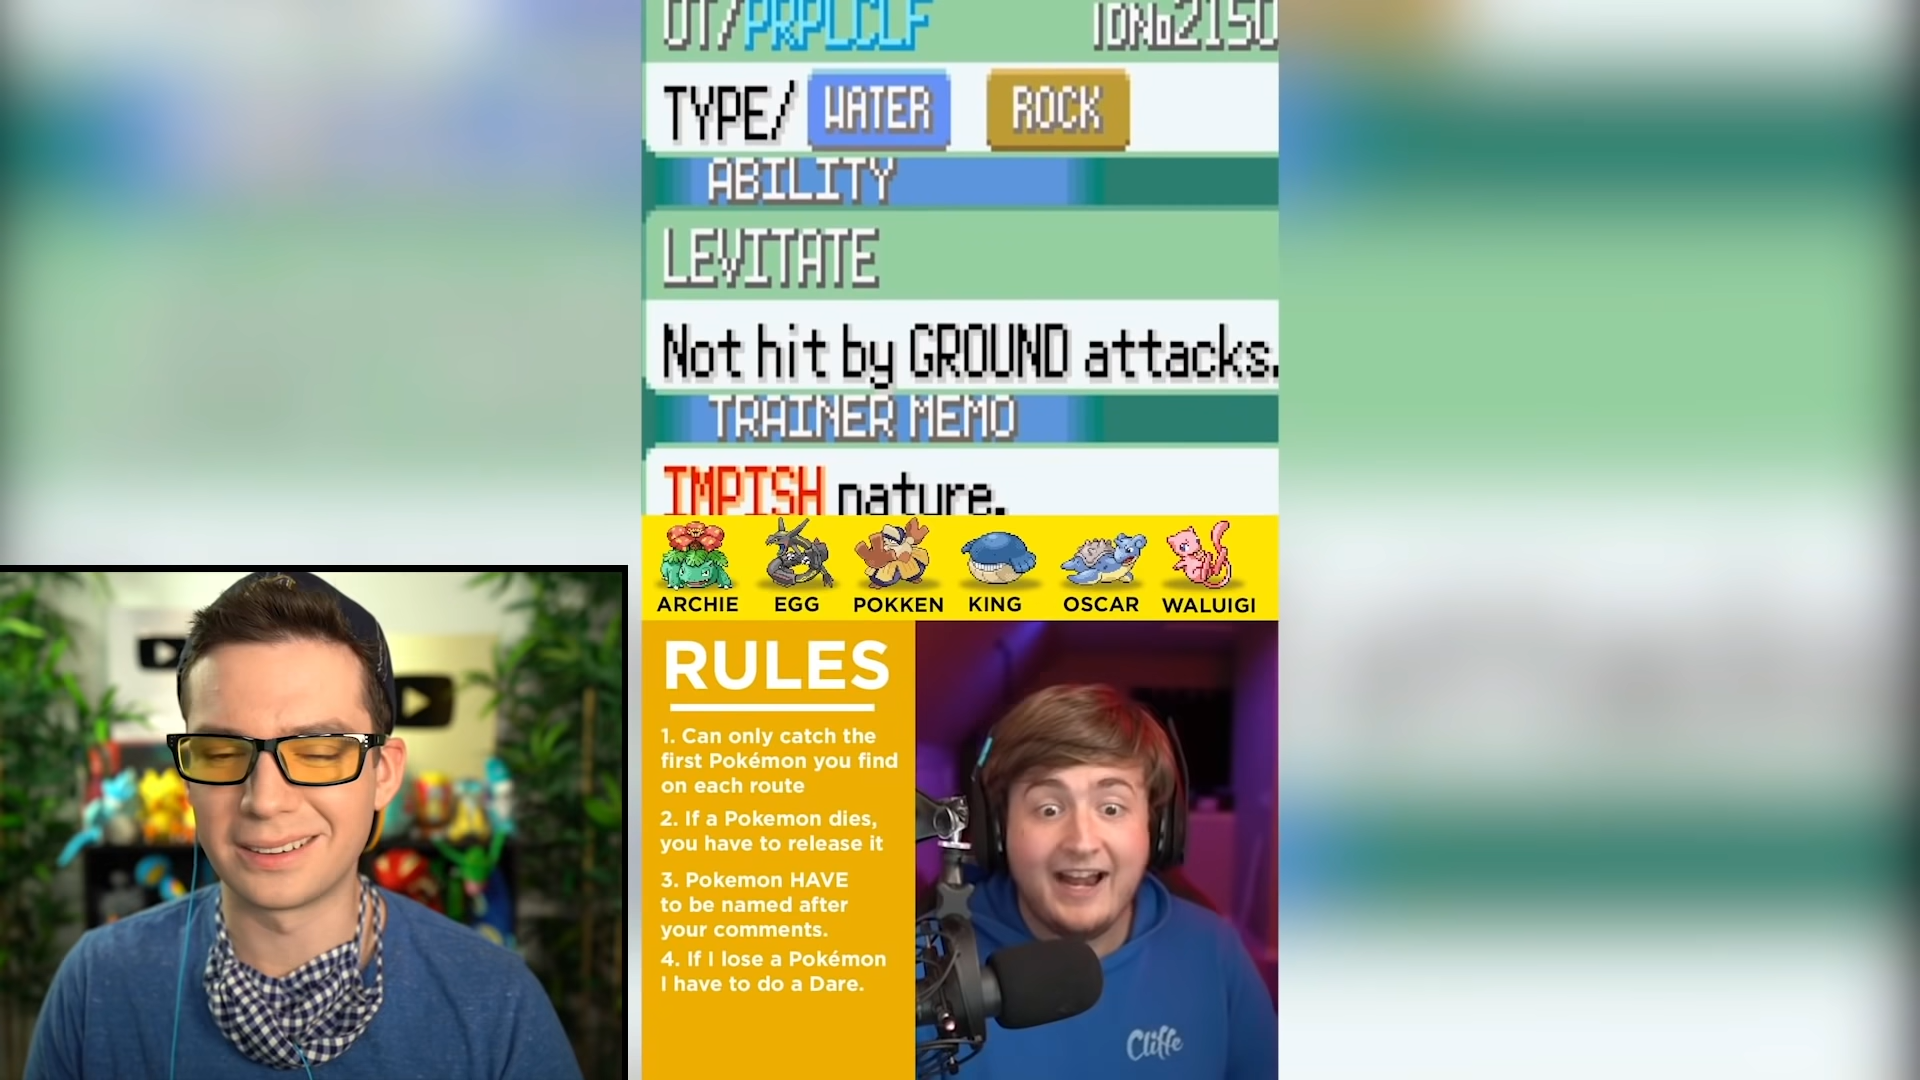 OT/PRPLCLF IDNo2150
TYPE/ WATER ROCK
ABILITY
LEVITATE
Not hit by GROUND attacks.
TRAINER MEMO
IMPISH nature.
ARCHIE EGG POKKEN KING OSCAR WALUIGI
RULES
1. Can only catch the
first Pokémon you find
on each route
2. If a Pokemon dies,
you have to release it
3. Pokemon HAVE
to be named after
your comments.
4. If I lose a Pokémon
I have to do a Dare.
Cliffe